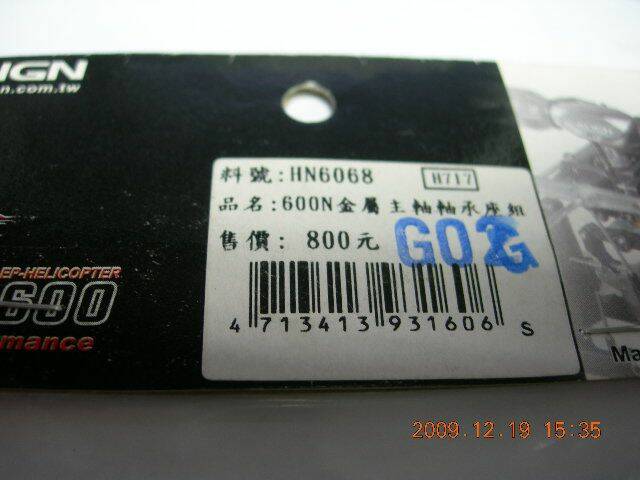 IGN
n.com.tw
料號:HN6068
H717
品名:600N金屬主軸軸承座組
售價: 800元
G02G
EP-HELICOPTER
600
rmance
4 713413 931606 S
Ma
2009.12.19 15:35